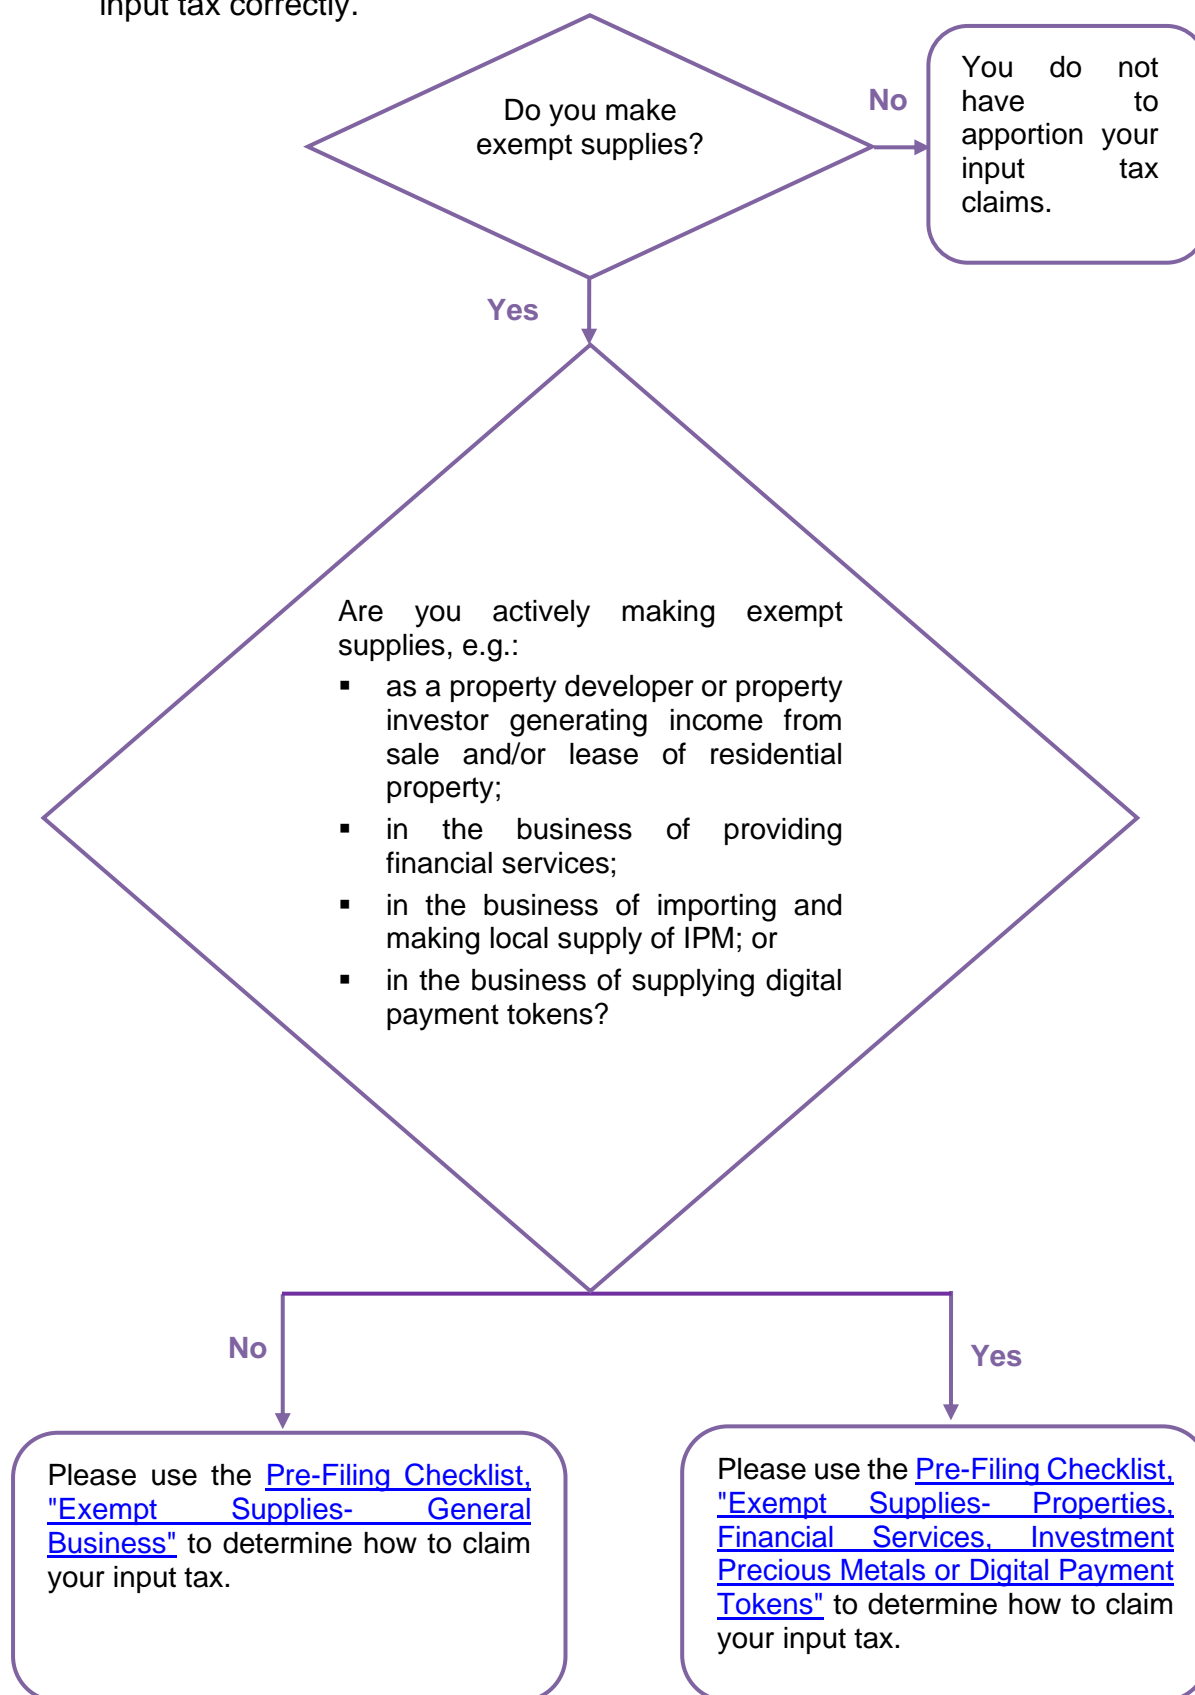 input tax correctly.
Do you make
exempt supplies?
No
You do not
have to
apportion your
input tax
claims.
Yes
Are you actively making exempt
supplies, e.g.:
▪ as a property developer or property
investor generating income from
sale and/or lease of residential
property;
▪ in the business of providing
financial services;
▪ in the business of importing and
making local supply of IPM; or
▪ in the business of supplying digital
payment tokens?
No
Yes
Please use the Pre-Filing Checklist,
"Exempt Supplies- General
Business" to determine how to claim
your input tax.
Please use the Pre-Filing Checklist,
"Exempt Supplies- Properties,
Financial Services, Investment
Precious Metals or Digital Payment
Tokens" to determine how to claim
your input tax.